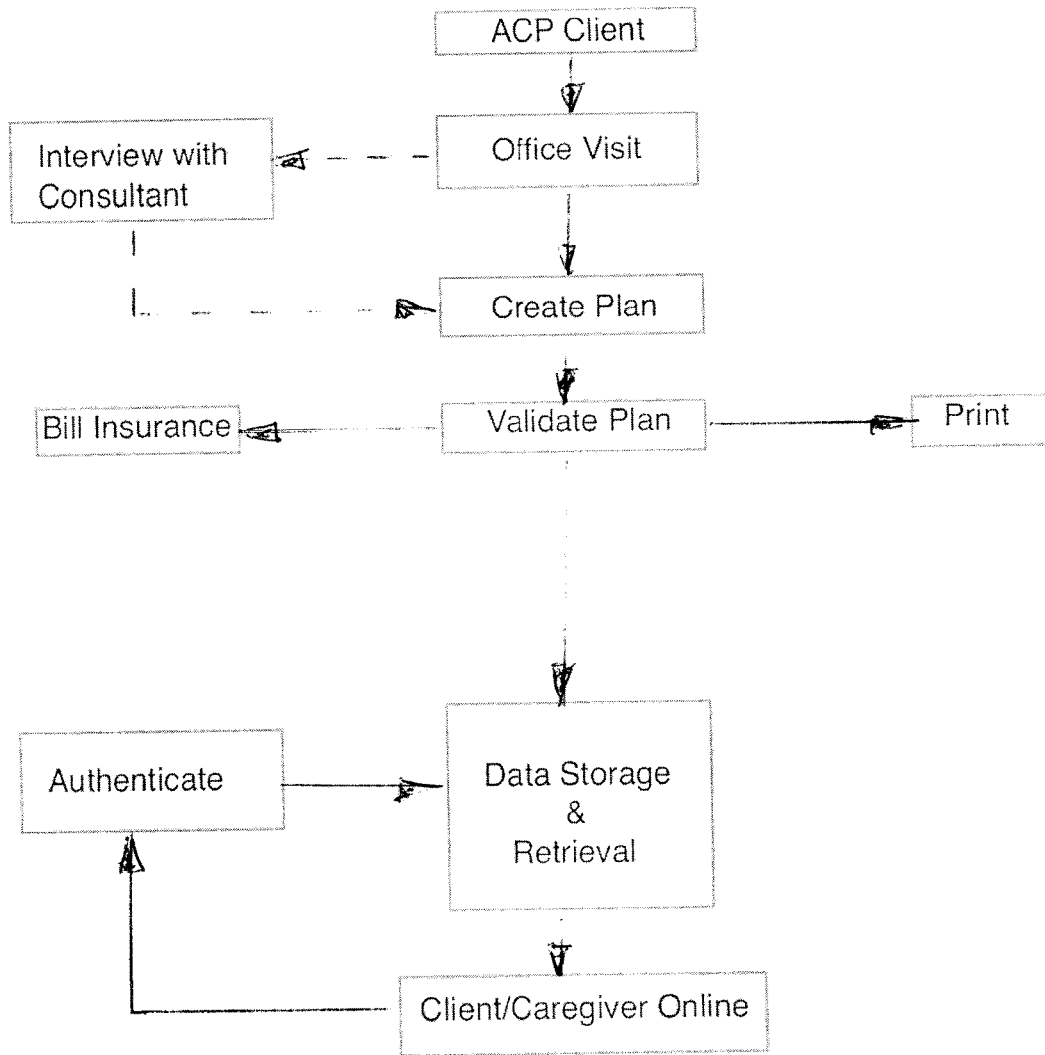 ACP Client
Office Visit
Interview with
Consultant
Create Plan
Bill Insurance
Validate Plan
Print
Authenticate
Data Storage
&
Retrieval
Client/Caregiver Online